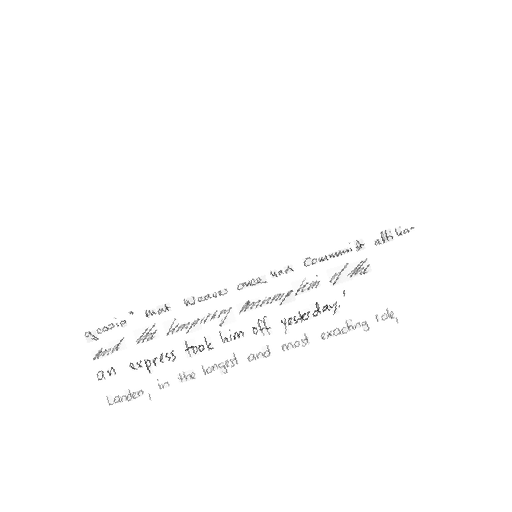 gossip" that Weaver once had Communist affilia-
and the happening assumption of the
an express took him off yesterday.'
Landen, in the longest and most exacting role,